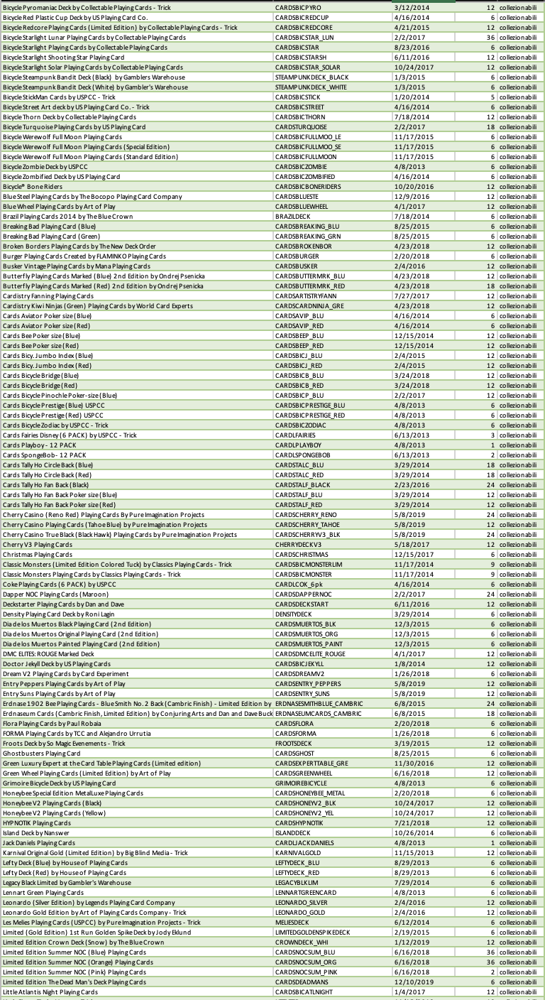 Bicycle Pyromaniac Deck by Collectable Playing Cards - Trick CARDSBICPYRO 3/12/2014 12 collezionabili
Bicycle Red Plastic Cup Deck by US Playing Card Co. CARDSBICREDCUP 4/16/2014 6 collezionabili
Bicycle Redcore Playing Cards (Limited Edition) by Collectable Playing Cards - Trick CARDSBICREDCORE 4/21/2015 12 collezionabili
Bicycle Starlight Lunar Playing Cards by Collectable Playing Cards CARDSBICSTAR_LUN 2/2/2017 36 collezionabili
Bicycle Starlight Playing Cards by Collectable Playing Cards CARDSBICSTAR 8/23/2016 6 collezionabili
Bicycle Starlight Shooting Star Playing Card CARDSBICSTARSH 6/11/2016 12 collezionabili
Bicycle Starlight Solar Playing Cards by Collectable Playing Cards CARDSBICSTAR_SOLAR 10/24/2017 12 collezionabili
Bicycle Steampunk Bandit Deck (Black) by Gamblers Warehouse STEAMPUNKDECK_BLACK 1/3/2015 6 collezionabili
Bicycle Steampunk Bandit Deck (White) by Gambler's Warehouse STEAMPUNKDECK_WHITE 1/3/2015 6 collezionabili
Bicycle StickMan Cards by USPCC - Trick CARDSBICSTICK 1/20/2014 5 collezionabili
Bicycle Street Art deck by US Playing Card Co. - Trick CARDSBICSTREET 4/16/2014 6 collezionabili
Bicycle Thorn Deck by Collectable Playing Cards CARDSBICTHORN 7/18/2014 12 collezionabili
Bicycle Turquoise Playing Cards by US Playing Card CARDSTURQUOISE 2/2/2017 18 collezionabili
Bicycle Werewolf Full Moon Playing Cards CARDSBICFULLMOO_LE 11/17/2015 6 collezionabili
Bicycle Werewolf Full Moon Playing Cards (Special Edition) CARDSBICFULLMOO_SE 11/17/2015 6 collezionabili
Bicycle Werewolf Full Moon Playing Cards (Standard Edition) CARDSBICFULLMOON 11/17/2015 6 collezionabili
Bicycle Zombie Deck by USPCC CARDSBICZOMBIE 4/8/2013 6 collezionabili
Bicycle Zombified Deck by US Playing Card CARDSBICZOMBIFIED 4/16/2014 6 collezionabili
Bicycle® Bone Riders CARDSBICBONERIDERS 10/20/2016 12 collezionabili
Blue Steel Playing Cards by The Bocopo Playing Card Company CARDSBLUESTE 12/9/2016 12 collezionabili
Blue Wheel Playing Cards by Art of Play CARDSBLUEWHEEL 4/1/2017 12 collezionabili
Brazil Playing Cards 2014 by The Blue Crown BRAZILDECK 7/18/2014 6 collezionabili
Breaking Bad Playing Card (Blue) CARDSBREAKING_BLU 8/25/2015 6 collezionabili
Breaking Bad Playing Card (Green) CARDSBREAKING_GRN 8/25/2015 6 collezionabili
Broken Borders Playing Cards by The New Deck Order CARDSBROKENBOR 4/23/2018 12 collezionabili
Burger Playing Cards Created by FLAMINKO Playing Cards CARDSBURGER 2/20/2018 6 collezionabili
Busker Vintage Playing Cards by Mana Playing Cards CARDSBUSKER 2/4/2016 12 collezionabili
Butterfly Playing Cards Marked (Blue) 2nd Edition by Ondrej Psenicka CARDSBUTTERMRK_BLU 4/23/2018 12 collezionabili
Butterfly Playing Cards Marked (Red) 2nd Edition by Ondrej Psenicka CARDSBUTTERMRK_RED 4/23/2018 18 collezionabili
Cardistry Fanning Playing Cards CARDSARTISTRYFANN 7/27/2017 12 collezionabili
Cardistry Kiwi Ninjas (Green) Playing Cards by World Card Experts CARDSCARDNINJA_GRE 4/23/2018 12 collezionabili
Cards Aviator Poker size (Blue) CARDSAVIP_BLU 4/16/2014 6 collezionabili
Cards Aviator Poker size (Red) CARDSAVIP_RED 4/16/2014 6 collezionabili
Cards Bee Poker size (Blue) CARDSBEEP_BLU 12/15/2014 12 collezionabili
Cards Bee Poker size (Red) CARDSBEEP_RED 12/15/2014 12 collezionabili
Cards Bicy. Jumbo Index (Blue) CARDSBICJ_BLU 2/4/2015 12 collezionabili
Cards Bicy. Jumbo Index (Red) CARDSBICJ_RED 2/4/2015 12 collezionabili
Cards Bicycle Bridge (Blue) CARDSBICB_BLU 3/24/2018 12 collezionabili
Cards Bicycle Bridge (Red) CARDSBICB_RED 3/24/2018 12 collezionabili
Cards Bicycle Pinochle Poker-size (Blue) CARDSBICP_BLU 2/2/2017 12 collezionabili
Cards Bicycle Prestige (Blue) USPCC CARDSBICPRESTIGE_BLU 4/8/2013 6 collezionabili
Cards Bicycle Prestige (Red) USPCC CARDSBICPRESTIGE_RED 4/8/2013 6 collezionabili
Cards Bicycle Zodiac by USPCC - Trick CARDSBICZODIAC 4/8/2013 6 collezionabili
Cards Fairies Disney (6 PACK) by USPCC - Trick CARDLFAIRIES 6/13/2013 3 collezionabili
Cards Playboy - 12 PACK CARDLPLAYBOY 4/8/2013 1 collezionabili
Cards SpongeBob - 12 PACK CARDLSPONGEBOB 6/13/2013 2 collezionabili
Cards Tally Ho Circle Back (Blue) CARDSTALC_BLU 3/29/2014 18 collezionabili
Cards Tally Ho Circle Back (Red) CARDSTALC_RED 3/29/2014 18 collezionabili
Cards Tally Ho Fan Back (Black) CARDSTALF_BLACK 2/23/2016 24 collezionabili
Cards Tally Ho Fan Back Poker size (Blue) CARDSTALF_BLU 3/29/2014 12 collezionabili
Cards Tally Ho Fan Back Poker size (Red) CARDSTALF_RED 3/29/2014 12 collezionabili
Cherry Casino (Reno Red) Playing Cards By Pure Imagination Projects CARDSCHERRY_RENO 5/8/2019 24 collezionabili
Cherry Casino Playing Cards (Tahoe Blue) by Pure Imagination Projects CARDSCHERRY_TAHOE 5/8/2019 12 collezionabili
Cherry Casino True Black (Black Hawk) Playing Cards by Pure Imagination Projects CARDSCHERRYV3_BLK 5/8/2019 24 collezionabili
Cherry V3 Playing Cards CHERRYDECKV3 5/18/2017 12 collezionabili
Christmas Playing Cards CARDSCHRISTMAS 12/15/2017 6 collezionabili
Classic Monsters (Limited Edition Colored Tuck) by Classics Playing Cards - Trick CARDSBICMONSTERLIM 11/17/2014 9 collezionabili
Classic Monsters Playing Cards by Classics Playing Cards - Trick CARDSBICMONSTER 11/17/2014 9 collezionabili
Coke Playing Cards (6 PACK) by USPCC CARDLCOK_6pk 4/16/2014 6 collezionabili
Dapper NOC Playing Cards (Maroon) CARDSDAPPERNOC 2/2/2017 24 collezionabili
Deckstarter Playing Cards by Dan and Dave CARDSDECKSTART 6/11/2016 12 collezionabili
Density Playing Card Deck by Roni Lagin DENSITYDECK 3/29/2014 6 collezionabili
Dia de los Muertos Black Playing Card (2nd Edition) CARDSMUERTOS_BLK 12/3/2015 6 collezionabili
Dia de los Muertos Original Playing Card (2nd Edition) CARDSMUERTOS_ORG 12/3/2015 6 collezionabili
Dia de los Muertos Painted Playing Card (2nd Edition) CARDSMUERTOS_PAINT 12/3/2015 6 collezionabili
DMC ELITES: ROUGE Marked Deck CARDSDMCELITE_ROUGE 4/1/2017 12 collezionabili
Doctor Jekyll Deck by US Playing Cards CARDSBICJEKYLL 1/8/2014 12 collezionabili
Dream V2 Playing Cards by Card Experiment CARDSDREAMV2 1/26/2018 6 collezionabili
Entry Peppers Playing Cards by Art of Play CARDSENTRY_PEPPERS 5/8/2019 12 collezionabili
Entry Suns Playing Cards by Art of Play CARDSENTRY_SUNS 5/8/2019 12 collezionabili
Erdnase 1902 Bee Playing Cards - Blue Smith No. 2 Back (Cambric Finish) - Limited Edition by ERDNASESMITHBLUE_CAMBRIC 6/8/2015 24 collezionabili
Erdnaseum Cards (Cambric Finish, Limited Edition) by Conjuring Arts and Dan and Dave Buck ERDNASEUMCARDS_CAMBRIC 6/8/2015 18 collezionabili
Flora Playing Cards by Paul Robaia CARDSFLORA 2/20/2018 6 collezionabili
FORMA Playing Cards by TCC and Alejandro Urrutia CARDSFORMA 1/26/2018 6 collezionabili
Froots Deck by So Magic Evenements - Trick FROOTSDECK 3/19/2015 12 collezionabili
Ghostbusters Playing Card CARDSGHOST 8/25/2015 6 collezionabili
Green Luxury Expert at the Card Table Playing Cards (Limited edition) CARDSEXPERTTABLE_GRE 11/30/2016 12 collezionabili
Green Wheel Playing Cards (Limited Edition) by Art of Play CARDSGREENWHEEL 6/16/2018 12 collezionabili
Grimoire Bicycle Deck by US Playing Card GRIMOIREBICYCLE 4/8/2013 6 collezionabili
Honeybee Special Edition MetalLuxe Playing Cards CARDSHONEYBEE_METAL 2/20/2018 6 collezionabili
Honeybee V2 Playing Cards (Black) CARDSHONEYV2_BLK 10/24/2017 12 collezionabili
Honeybee V2 Playing Cards (Yellow) CARDSHONEYV2_YEL 10/24/2017 12 collezionabili
HYPNOTIK Playing Cards CARDSHYPNOTIK 7/21/2018 12 collezionabili
Island Deck by Nanswer ISLANDDECK 10/26/2014 6 collezionabili
Jack Daniels Playing Cards CARDLJACKDANIELS 4/8/2013 1 collezionabili
Karnival Original Gold (Limited Edition) by Big Blind Media - Trick KARNIVALGOLD 11/15/2013 12 collezionabili
Lefty Deck (Blue) by House of Playing Cards LEFTYDECK_BLU 8/29/2013 6 collezionabili
Lefty Deck (Red) by House of Playing Cards LEFTYDECK_RED 8/29/2013 6 collezionabili
Legacy Black Limited by Gambler's Warehouse LEGACYBLKLIM 7/29/2014 6 collezionabili
Lennart Green Playing Cards LENNARTGREENCARD 4/8/2013 6 collezionabili
Leonardo (Silver Edition) by Legends Playing Card Company LEONARDO_SILVER 2/4/2016 12 collezionabili
Leonardo Gold Edition by Art of Playing Cards Company - Trick LEONARDO_GOLD 2/4/2016 12 collezionabili
Les Melies Playing Cards (USPCC) by Pure Imagination Projects - Trick MELIESDECK 6/12/2014 6 collezionabili
Limited (Gold Edition) 1st Run Golden Spike Deck by Jody Eklund LIMITEDGOLDENSPIKEDECK 2/19/2015 6 collezionabili
Limited Edition Crown Deck (Snow) by The Blue Crown CROWNDECK_WHI 1/12/2019 12 collezionabili
Limited Edition Summer NOC (Blue) Playing Cards CARDSNOCSUM_BLU 6/16/2018 36 collezionabili
Limited Edition Summer NOC (Orange) Playing Cards CARDSNOCSUM_ORG 6/16/2018 36 collezionabili
Limited Edition Summer NOC (Pink) Playing Cards CARDSNOCSUM_PINK 6/16/2018 2 collezionabili
Limited Edition The Dead Man's Deck Playing Cards CARDSDEADMANS 12/10/2019 6 collezionabili
Little Atlantis Night Playing Cards CARDSBICATLNIGHT 1/4/2017 12 collezionabili